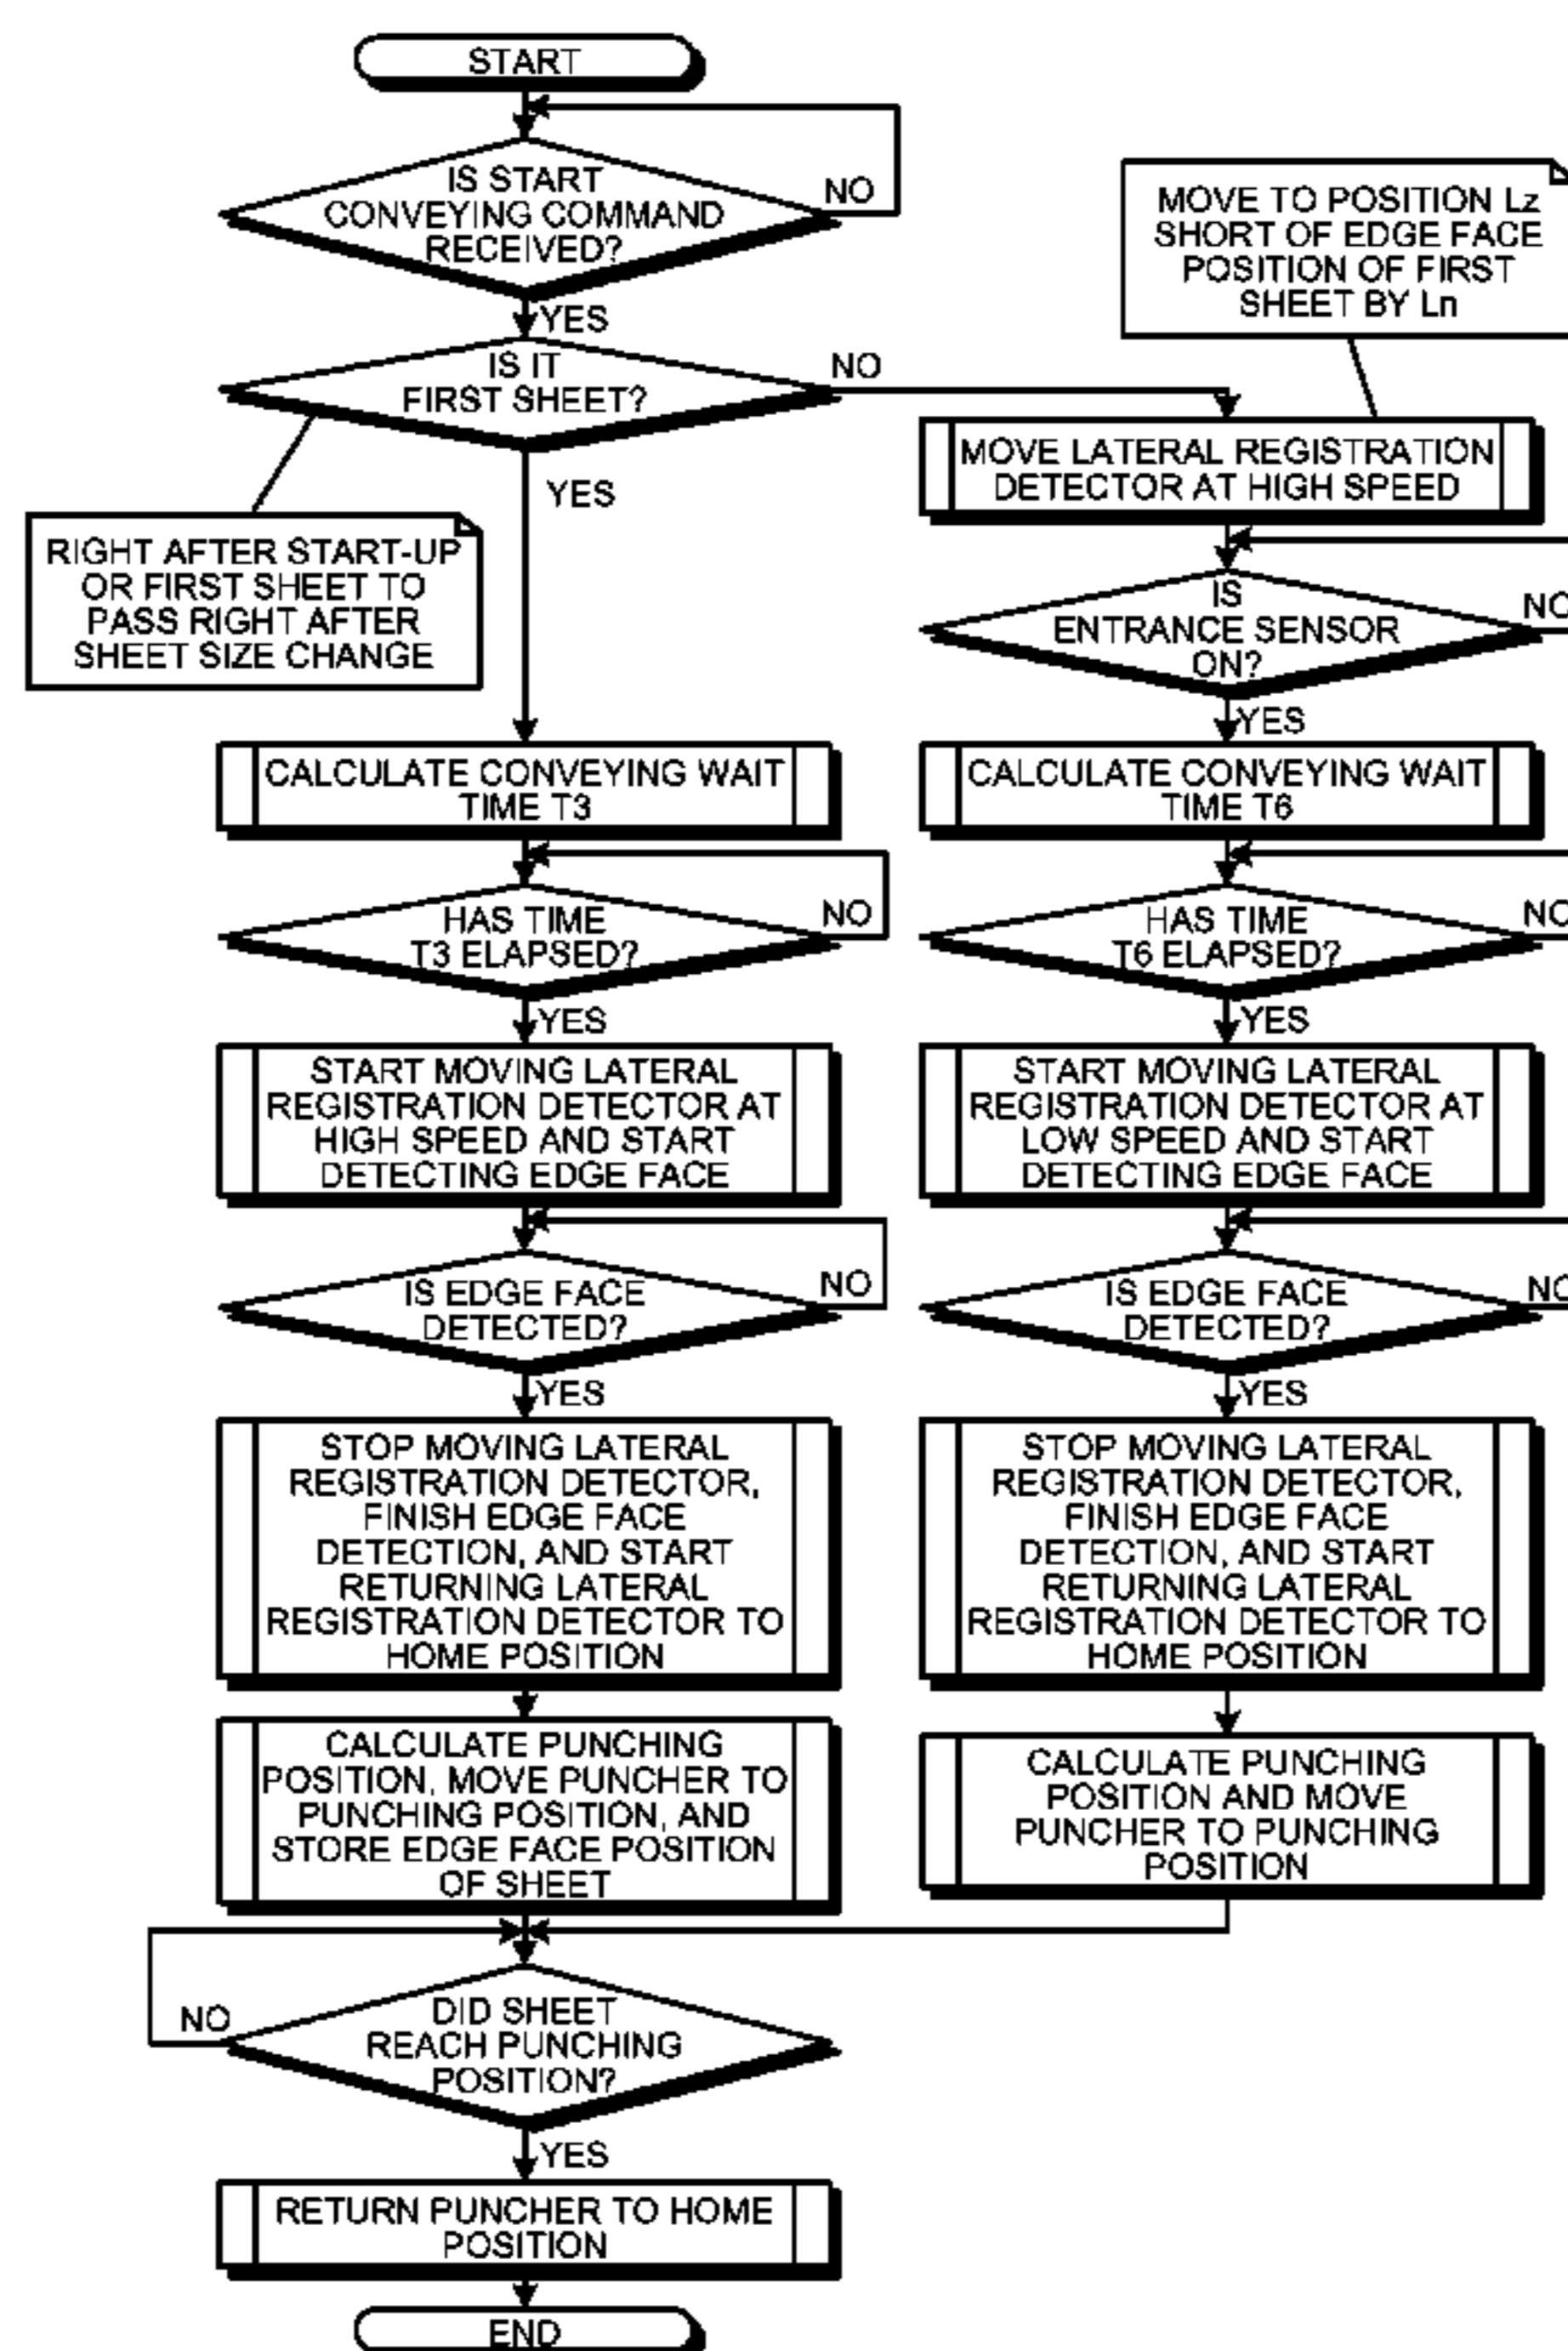 START
IS START
CONVEYING COMMAND
RECEIVED?
NO
YES
IS IT
FIRST SHEET?
NO
YES
RIGHT AFTER START-UP
OR FIRST SHEET TO
PASS RIGHT AFTER
SHEET SIZE CHANGE
CALCULATE CONVEYING WAIT
TIME T3
HAS TIME
T3 ELAPSED?
NO
YES
START MOVING LATERAL
REGISTRATION DETECTOR AT
HIGH SPEED AND START
DETECTING EDGE FACE
IS EDGE FACE
DETECTED?
NO
YES
STOP MOVING LATERAL
REGISTRATION DETECTOR,
FINISH EDGE FACE
DETECTION, AND START
RETURNING LATERAL
REGISTRATION DETECTOR TO
HOME POSITION
CALCULATE PUNCHING
POSITION, MOVE PUNCHER TO
PUNCHING POSITION, AND
STORE EDGE FACE POSITION
OF SHEET
MOVE TO POSITION Lz
SHORT OF EDGE FACE
POSITION OF FIRST
SHEET BY Ln
MOVE LATERAL REGISTRATION
DETECTOR AT HIGH SPEED
IS
ENTRANCE SENSOR
ON?
NO
YES
CALCULATE CONVEYING WAIT
TIME T6
HAS TIME
T6 ELAPSED?
NO
YES
START MOVING LATERAL
REGISTRATION DETECTOR AT
LOW SPEED AND START
DETECTING EDGE FACE
IS EDGE FACE
DETECTED?
NO
YES
STOP MOVING LATERAL
REGISTRATION DETECTOR,
FINISH EDGE FACE
DETECTION, AND START
RETURNING LATERAL
REGISTRATION DETECTOR TO
HOME POSITION
CALCULATE PUNCHING
POSITION AND MOVE
PUNCHER TO PUNCHING
POSITION
DID SHEET
REACH PUNCHING
POSITION?
NO
YES
RETURN PUNCHER TO HOME
POSITION
END